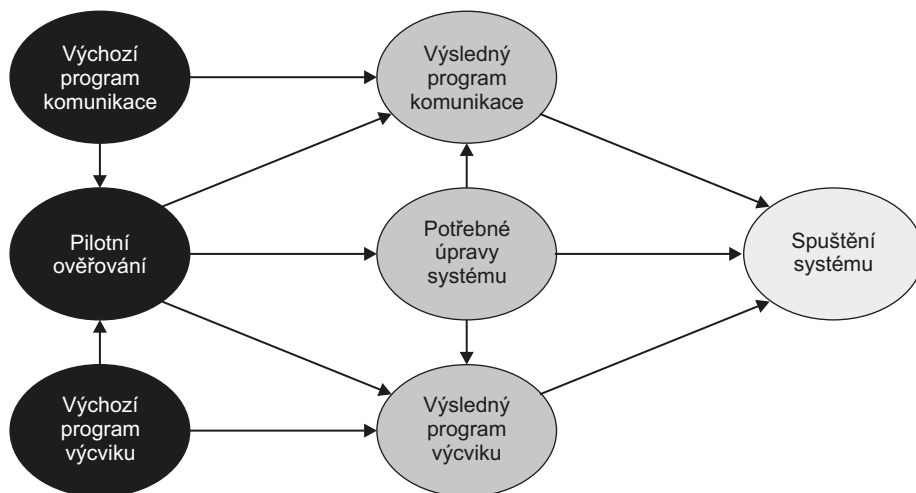 Výchozí
program
komunikace
Výsledný
program
komunikace
Pilotní
ověřování
Potřebné
úpravy
systému
Spuštění
systému
Výchozí
program
výcviku
Výsledný
program
výcviku